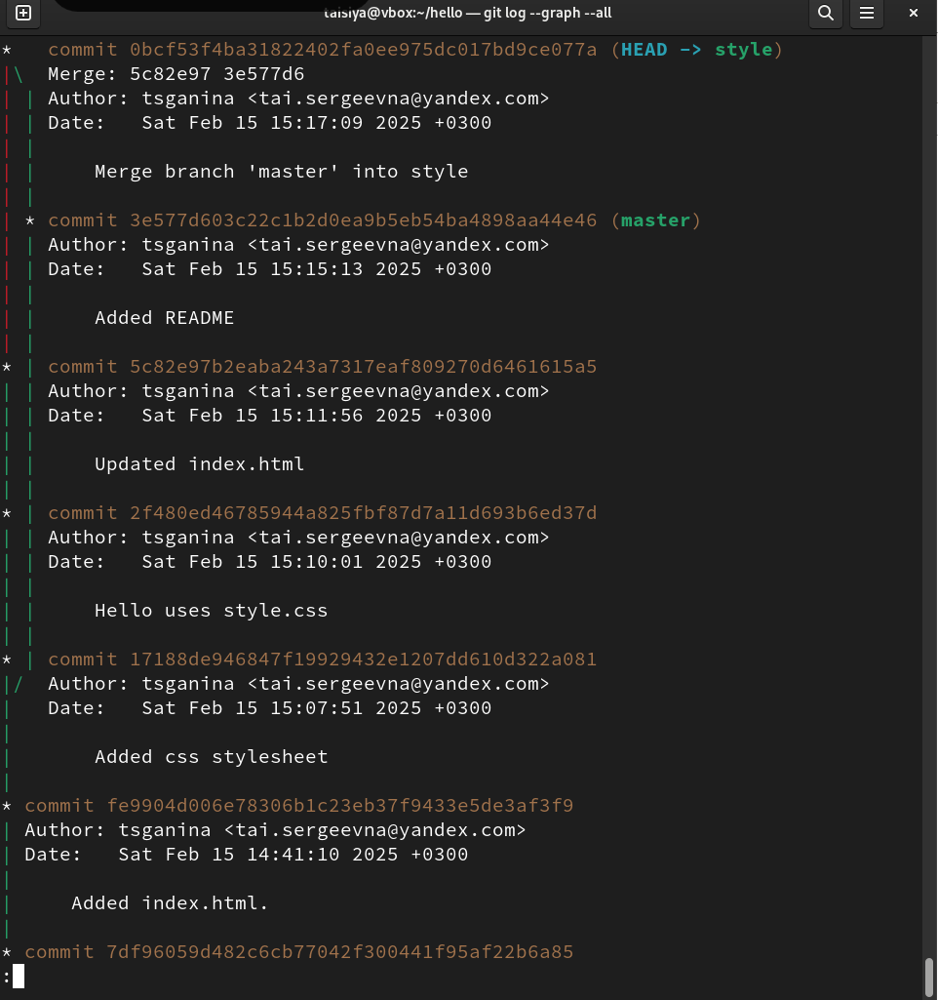 taisiya@vbox:~/hello — git log --graph --all
*   commit 0bcf53f4ba31822402fa0ee975dc017bd9ce077a (HEAD -> style)
|\  Merge: 5c82e97 3e577d6
| | Author: tsganina <tai.sergeevna@yandex.com>
| | Date:   Sat Feb 15 15:17:09 2025 +0300
| |
| |     Merge branch 'master' into style
| |
| * commit 3e577d603c22c1b2d0ea9b5eb54ba4898aa44e46 (master)
| | Author: tsganina <tai.sergeevna@yandex.com>
| | Date:   Sat Feb 15 15:15:13 2025 +0300
| |
| |     Added README
| |
* | commit 5c82e97b2eaba243a7317eaf809270d6461615a5
| | Author: tsganina <tai.sergeevna@yandex.com>
| | Date:   Sat Feb 15 15:11:56 2025 +0300
| |
| |     Updated index.html
| |
* | commit 2f480ed46785944a825fbf87d7a11d693b6ed37d
| | Author: tsganina <tai.sergeevna@yandex.com>
| | Date:   Sat Feb 15 15:10:01 2025 +0300
| |
| |     Hello uses style.css
| |
* | commit 17188de946847f19929432e1207dd610d322a081
|/  Author: tsganina <tai.sergeevna@yandex.com>
|   Date:   Sat Feb 15 15:07:51 2025 +0300
|
|       Added css stylesheet
|
* commit fe9904d006e78306b1c23eb37f9433e5de3af3f9
| Author: tsganina <tai.sergeevna@yandex.com>
| Date:   Sat Feb 15 14:41:10 2025 +0300
|
|     Added index.html.
|
* commit 7df96059d482c6cb77042f300441f95af22b6a85
: